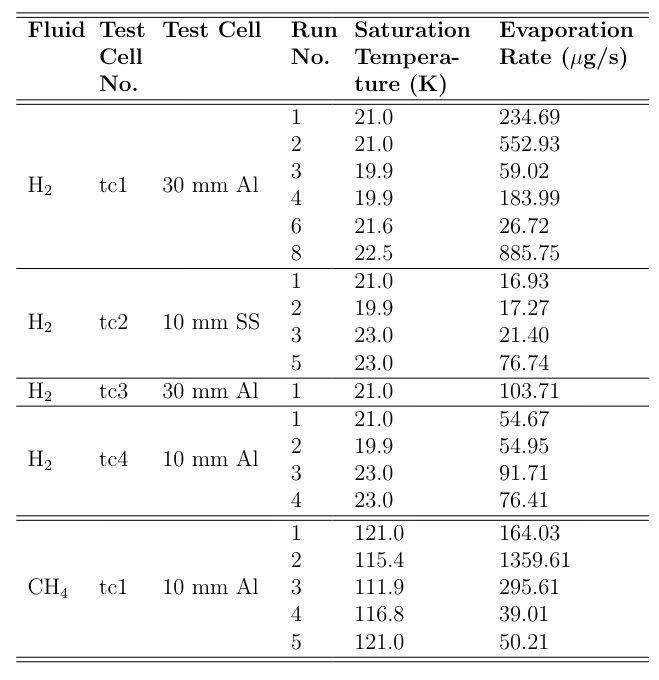 Fluid Test Cell No. Test Cell Run No. Saturation Tempera-ture (K) Evaporation Rate (μg/s)
1 21.0 234.69
2 21.0 552.93
3 19.9 59.02
H₂ tc1 30 mm Al
4 19.9 183.99
6 21.6 26.72
8 22.5 885.75
1 21.0 16.93
2 19.9 17.27
H₂ tc2 10 mm SS
3 23.0 21.40
5 23.0 76.74
H₂ tc3 30 mm Al 1 21.0 103.71
1 21.0 54.67
2 19.9 54.95
H₂ tc4 10 mm Al
3 23.0 91.71
4 23.0 76.41
1 121.0 164.03
2 115.4 1359.61
CH₄ tc1 10 mm Al 3 111.9 295.61
4 116.8 39.01
5 121.0 50.21